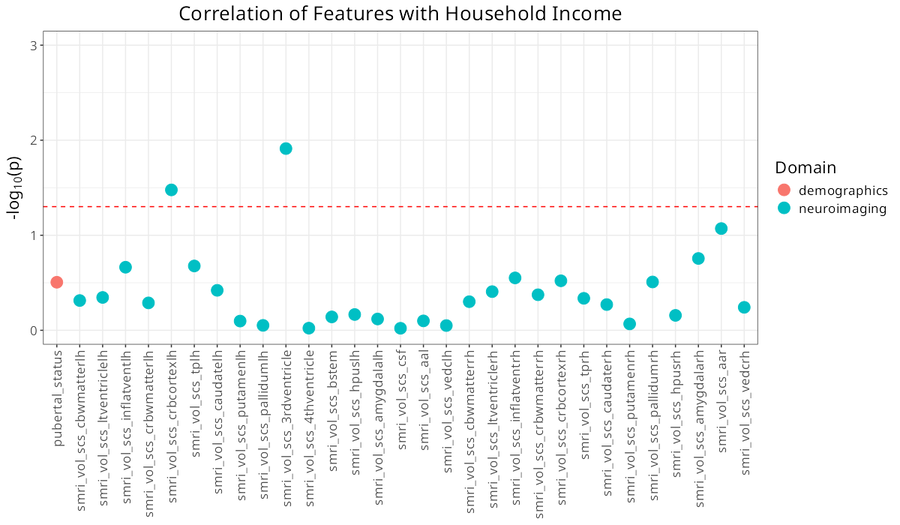 Correlation of Features with Household Income
-log10(p)
3
2
1
0
pubertal_status
smri_vol_scs_cbwmatterlh
smri_vol_scs_ltventriclelh
smri_vol_scs_inflatventlh
smri_vol_scs_crbwmatterlh
smri_vol_scs_crbcortexlh
smri_vol_scs_tplh
smri_vol_scs_caudatelh
smri_vol_scs_putamenlh
smri_vol_scs_pallidumlh
smri_vol_scs_3rdventricle
smri_vol_scs_4thventricle
smri_vol_scs_bstem
smri_vol_scs_hpuslh
smri_vol_scs_amygdalalh
smri_vol_scs_csf
smri_vol_scs_aal
smri_vol_scs_vedclh
smri_vol_scs_cbwmatterrh
smri_vol_scs_ltventriclerh
smri_vol_scs_inflatventrh
smri_vol_scs_crbwmatterrh
smri_vol_scs_crbcortexrh
smri_vol_scs_tprh
smri_vol_scs_caudaterh
smri_vol_scs_putamenrh
smri_vol_scs_pallidumrh
smri_vol_scs_hpusrh
smri_vol_scs_amygdalarh
smri_vol_scs_aar
smri_vol_scs_vedcrh
Domain
demographics
neuroimaging